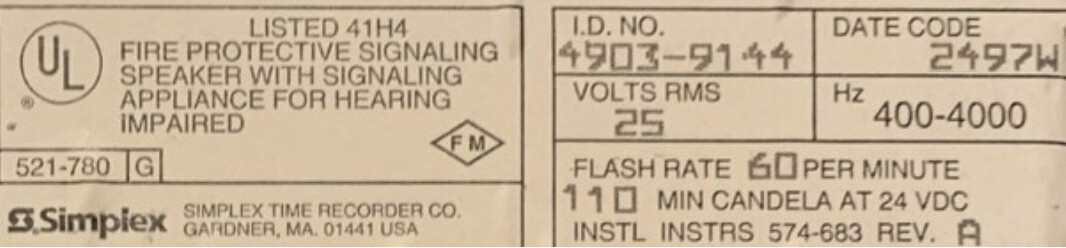 UL
®
LISTED 41H4
FIRE PROTECTIVE SIGNALING
SPEAKER WITH SIGNALING
APPLIANCE FOR HEARING
IMPAIRED
FM
521-780 G
Simplex
SIMPLEX TIME RECORDER CO.
GARDNER, MA. 01441 USA
I.D. NO.
4903-9144
DATE CODE
2497W
VOLTS RMS
25
Hz 400-4000
FLASH RATE 60 PER MINUTE
110 MIN CANDELA AT 24 VDC
INSTL INSTRS 574-683 REV. A